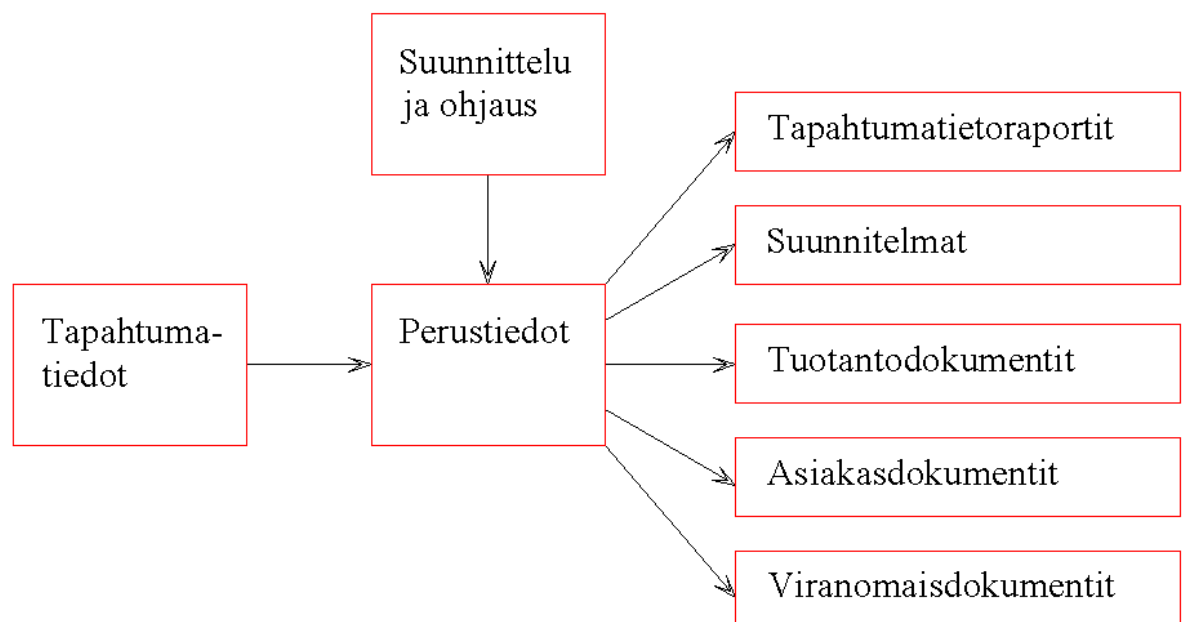 Suunnittelu
ja ohjaus
Tapahtuma-
tiedot
Perustiedot
Tapahtumatietoraportit
Suunnitelmat
Tuotantodokumentit
Asiakasdokumentit
Viranomaisdokumentit